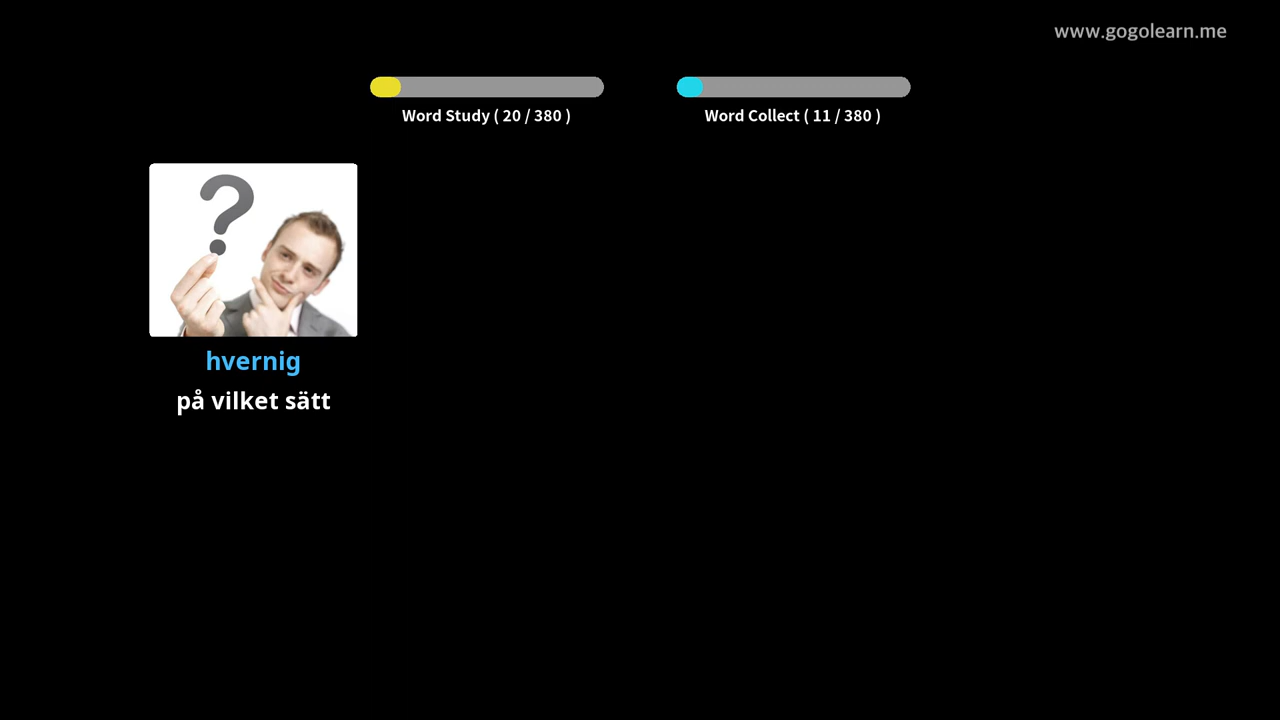 www.gogolearn.me
Word Study ( 20 / 380 )
Word Collect ( 11 / 380 )
?
hvernig
på vilket sätt